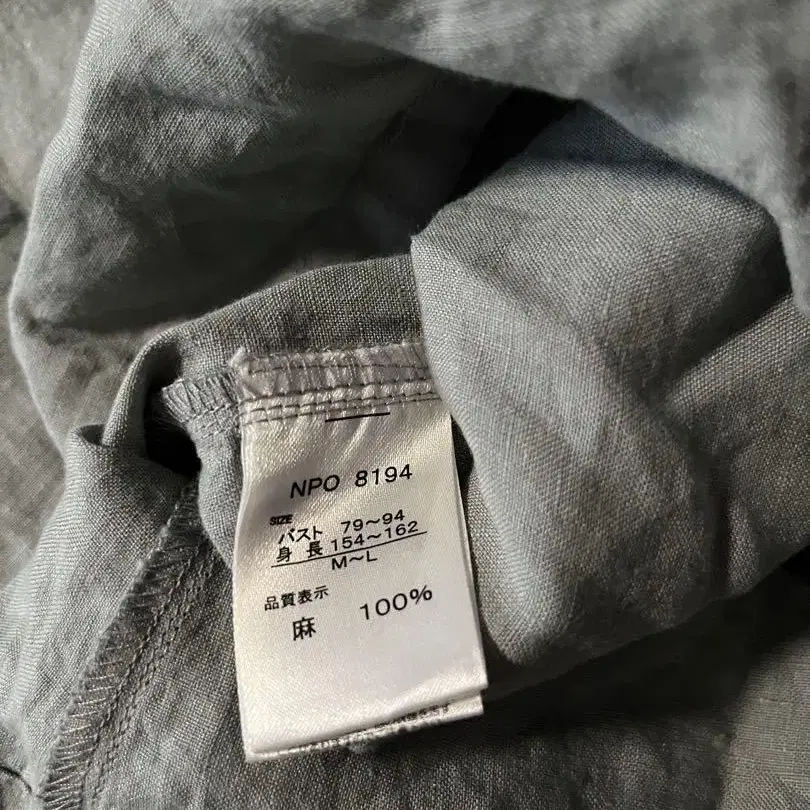 NPO 8194
SIZE
バスト 79～94
身 長 154～162
M～L
品質表示
麻 100%